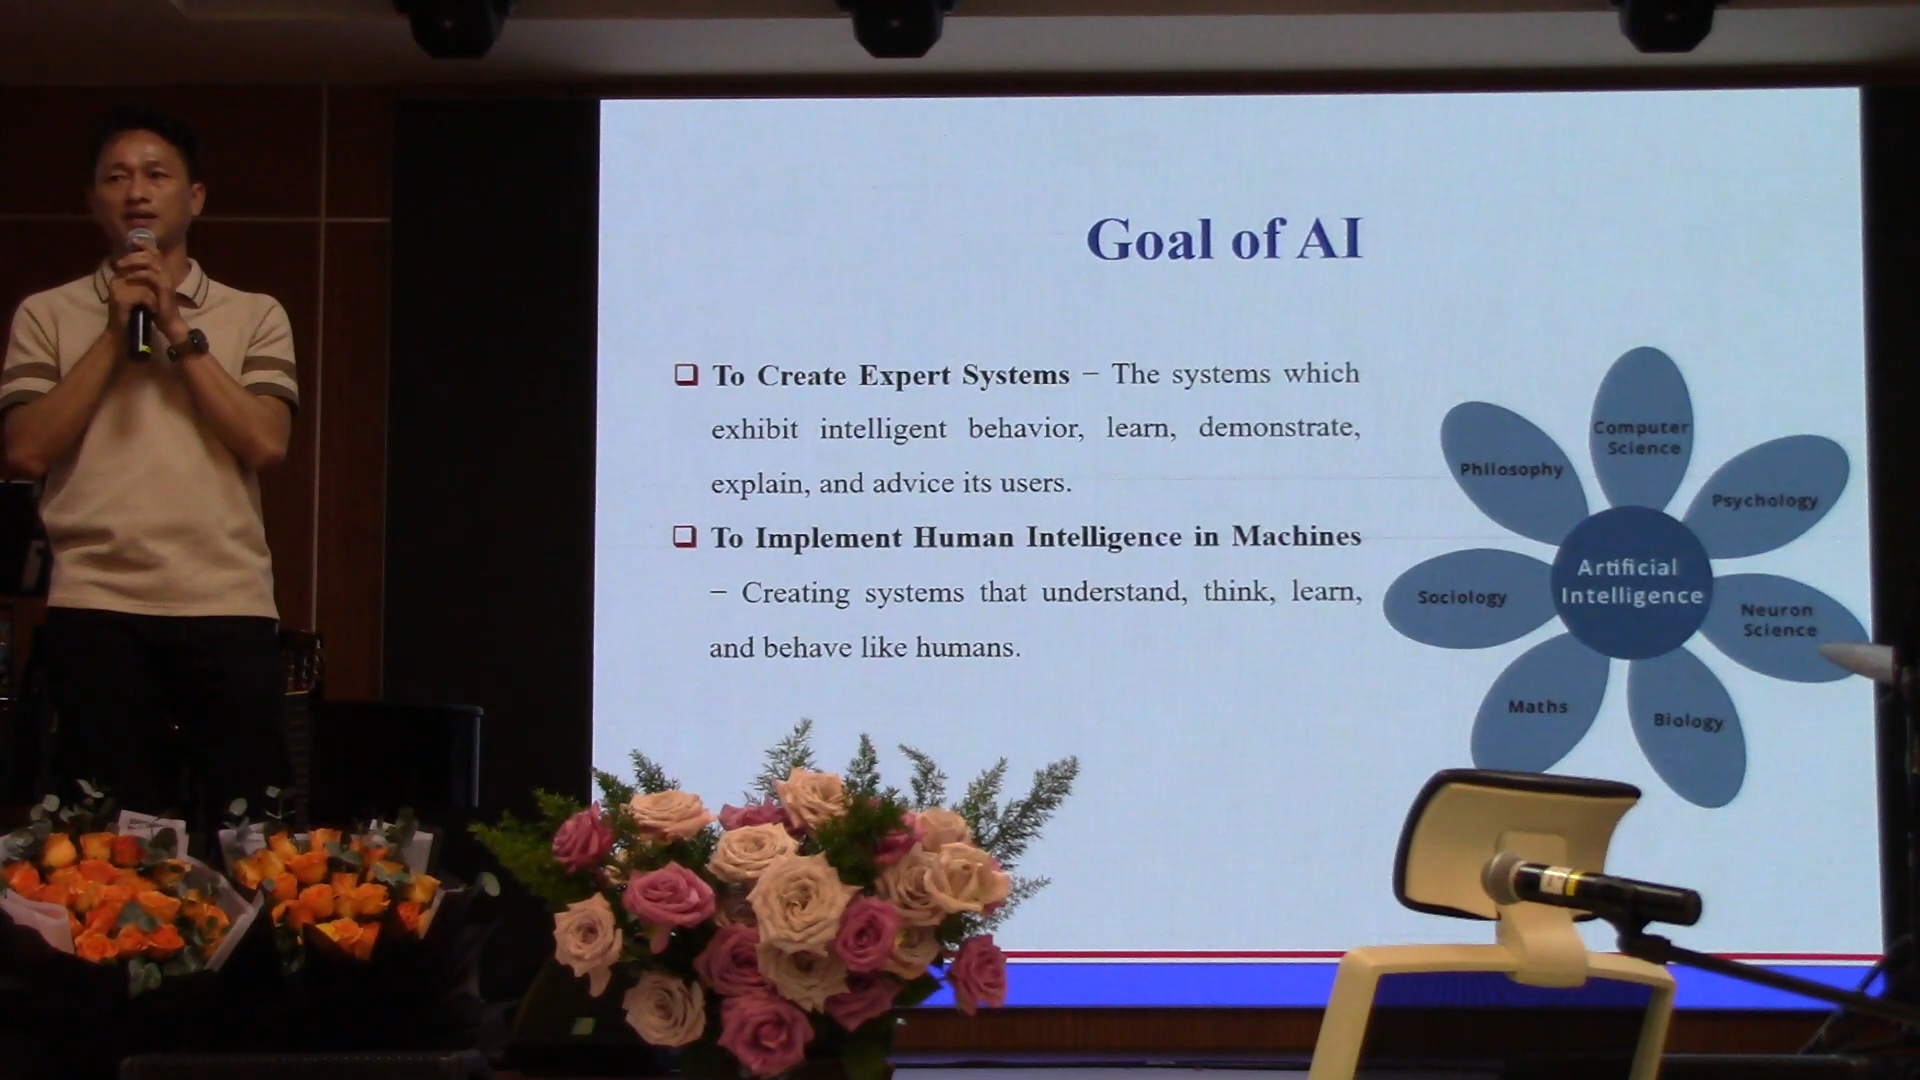 Goal of AI
To Create Expert Systems − The systems which
exhibit intelligent behavior, learn, demonstrate,
explain, and advice its users.
To Implement Human Intelligence in Machines
− Creating systems that understand, think, learn,
and behave like humans.
Computer
Science
Philosophy
Psychology
Artificial
Intelligence
Sociology
Neuron
Science
Maths
Biology